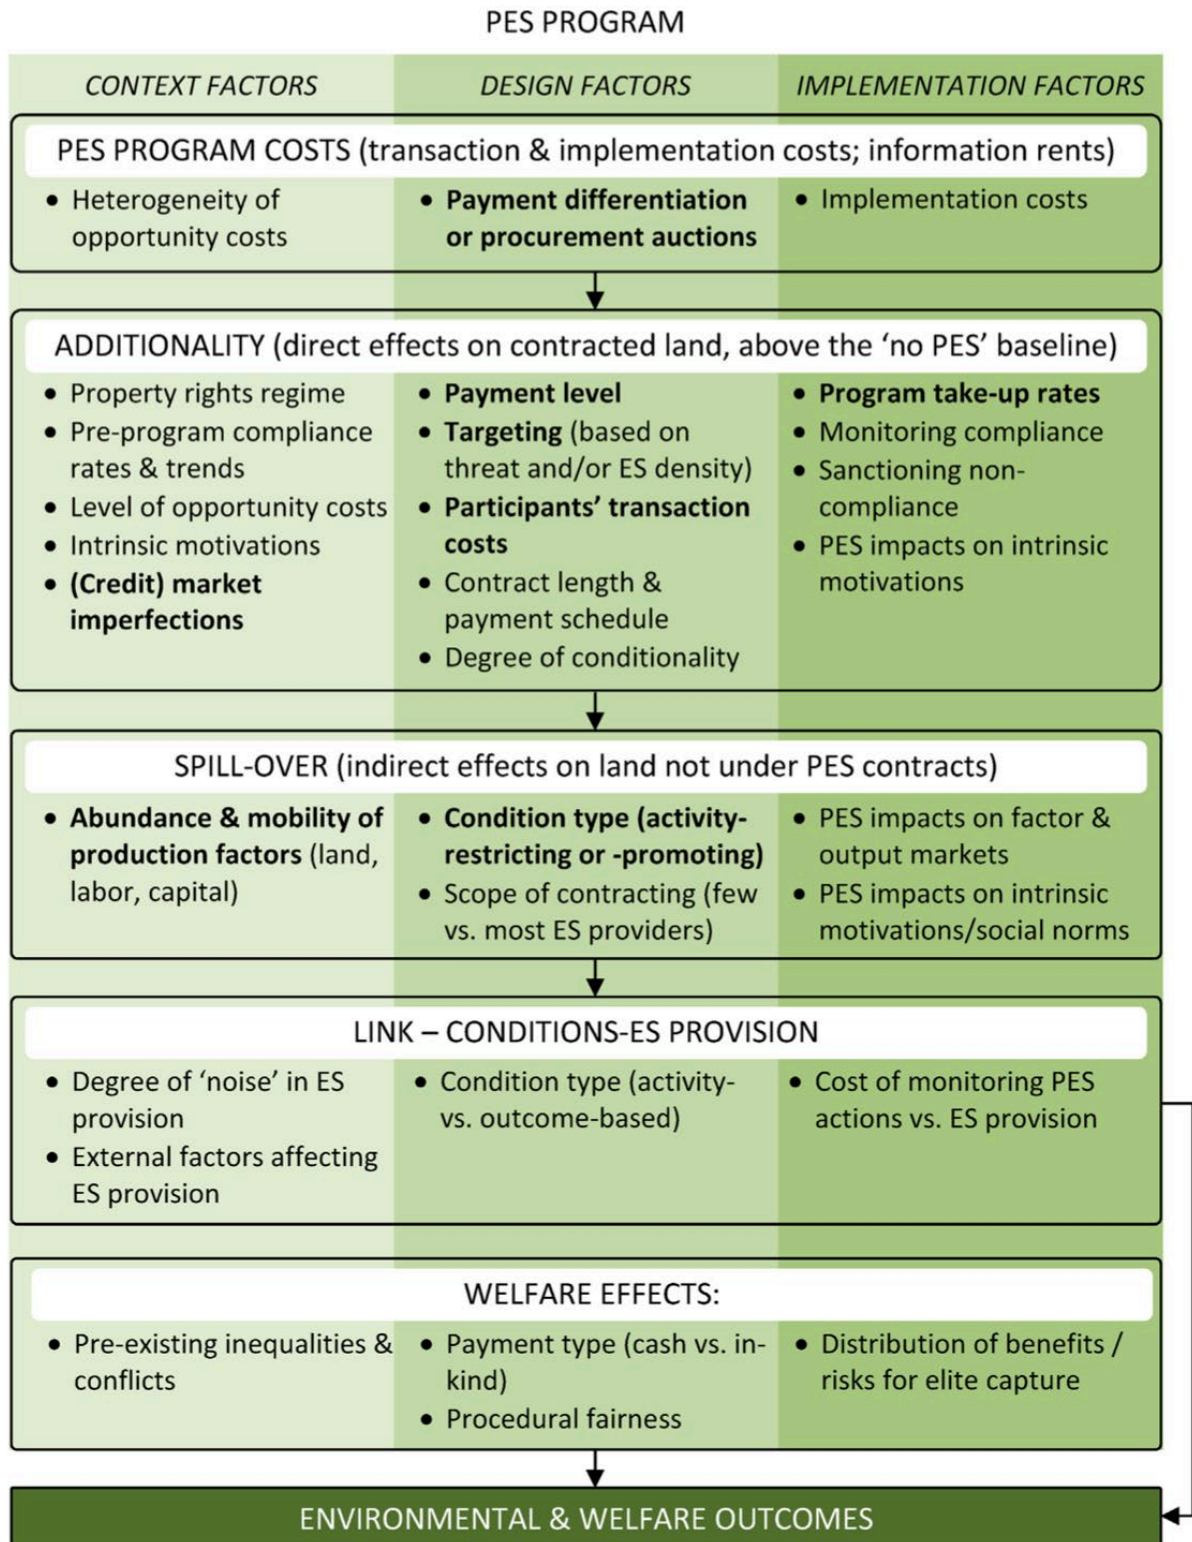 PES PROGRAM
CONTEXT FACTORS
DESIGN FACTORS
IMPLEMENTATION FACTORS
PES PROGRAM COSTS (transaction & implementation costs; information rents)
• Heterogeneity of
opportunity costs
• Payment differentiation
or procurement auctions
• Implementation costs
ADDITIONALITY (direct effects on contracted land, above the ‘no PES’ baseline)
• Property rights regime
• Pre-program compliance
rates & trends
• Level of opportunity costs
• Intrinsic motivations
• (Credit) market
imperfections
• Payment level
• Targeting (based on
threat and/or ES density)
• Participants’ transaction
costs
• Contract length &
payment schedule
• Degree of conditionality
• Program take-up rates
• Monitoring compliance
• Sanctioning non-
compliance
• PES impacts on intrinsic
motivations
SPILL-OVER (indirect effects on land not under PES contracts)
• Abundance & mobility of
production factors (land,
labor, capital)
• Condition type (activity-
restricting or -promoting)
• Scope of contracting (few
vs. most ES providers)
• PES impacts on factor &
output markets
• PES impacts on intrinsic
motivations/social norms
LINK – CONDITIONS-ES PROVISION
• Degree of ‘noise’ in ES
provision
• External factors affecting
ES provision
• Condition type (activity-
vs. outcome-based)
• Cost of monitoring PES
actions vs. ES provision
WELFARE EFFECTS:
• Pre-existing inequalities &
conflicts
• Payment type (cash vs. in-
kind)
• Procedural fairness
• Distribution of benefits /
risks for elite capture
ENVIRONMENTAL & WELFARE OUTCOMES